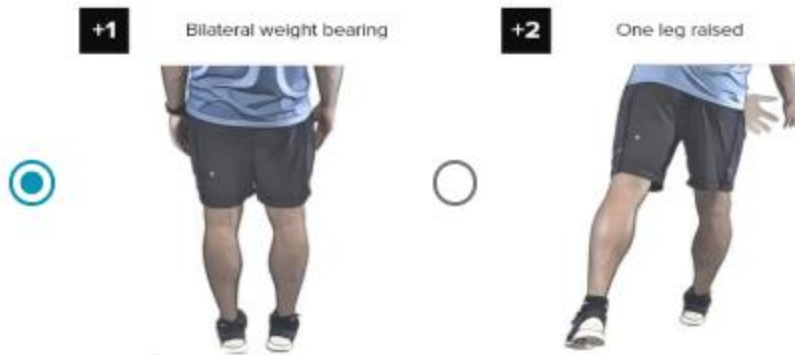 +1 Bilateral weight bearing
+2 One leg raised